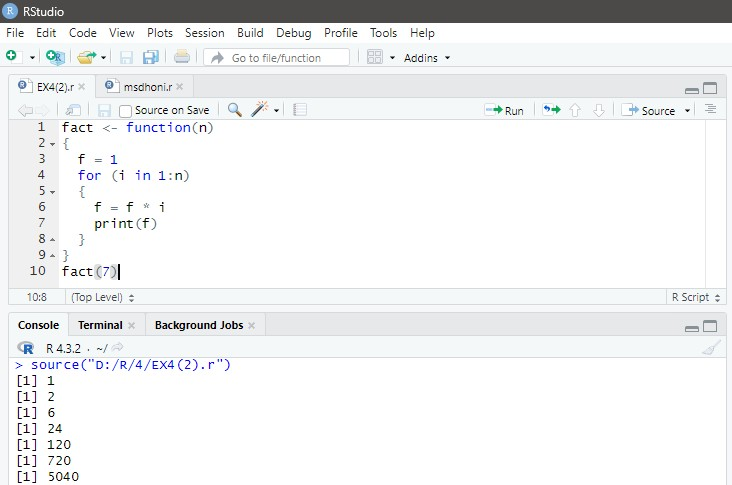 RStudio
File Edit Code View Plots Session Build Debug Profile Tools Help
Go to file/function Addins
EX4(2).r msdhoni.r
Source on Save Run Source
1 fact <- function(n)
2 {
3 f = 1
4 for (i in 1:n)
5 {
6 f = f * i
7 print(f)
8 }
9 }
10 fact(7)
10:8 (Top Level) R Script
Console Terminal Background Jobs
R 4.3.2 · ~/
> source("D:/R/4/EX4(2).r")
[1] 1
[1] 2
[1] 6
[1] 24
[1] 120
[1] 720
[1] 5040